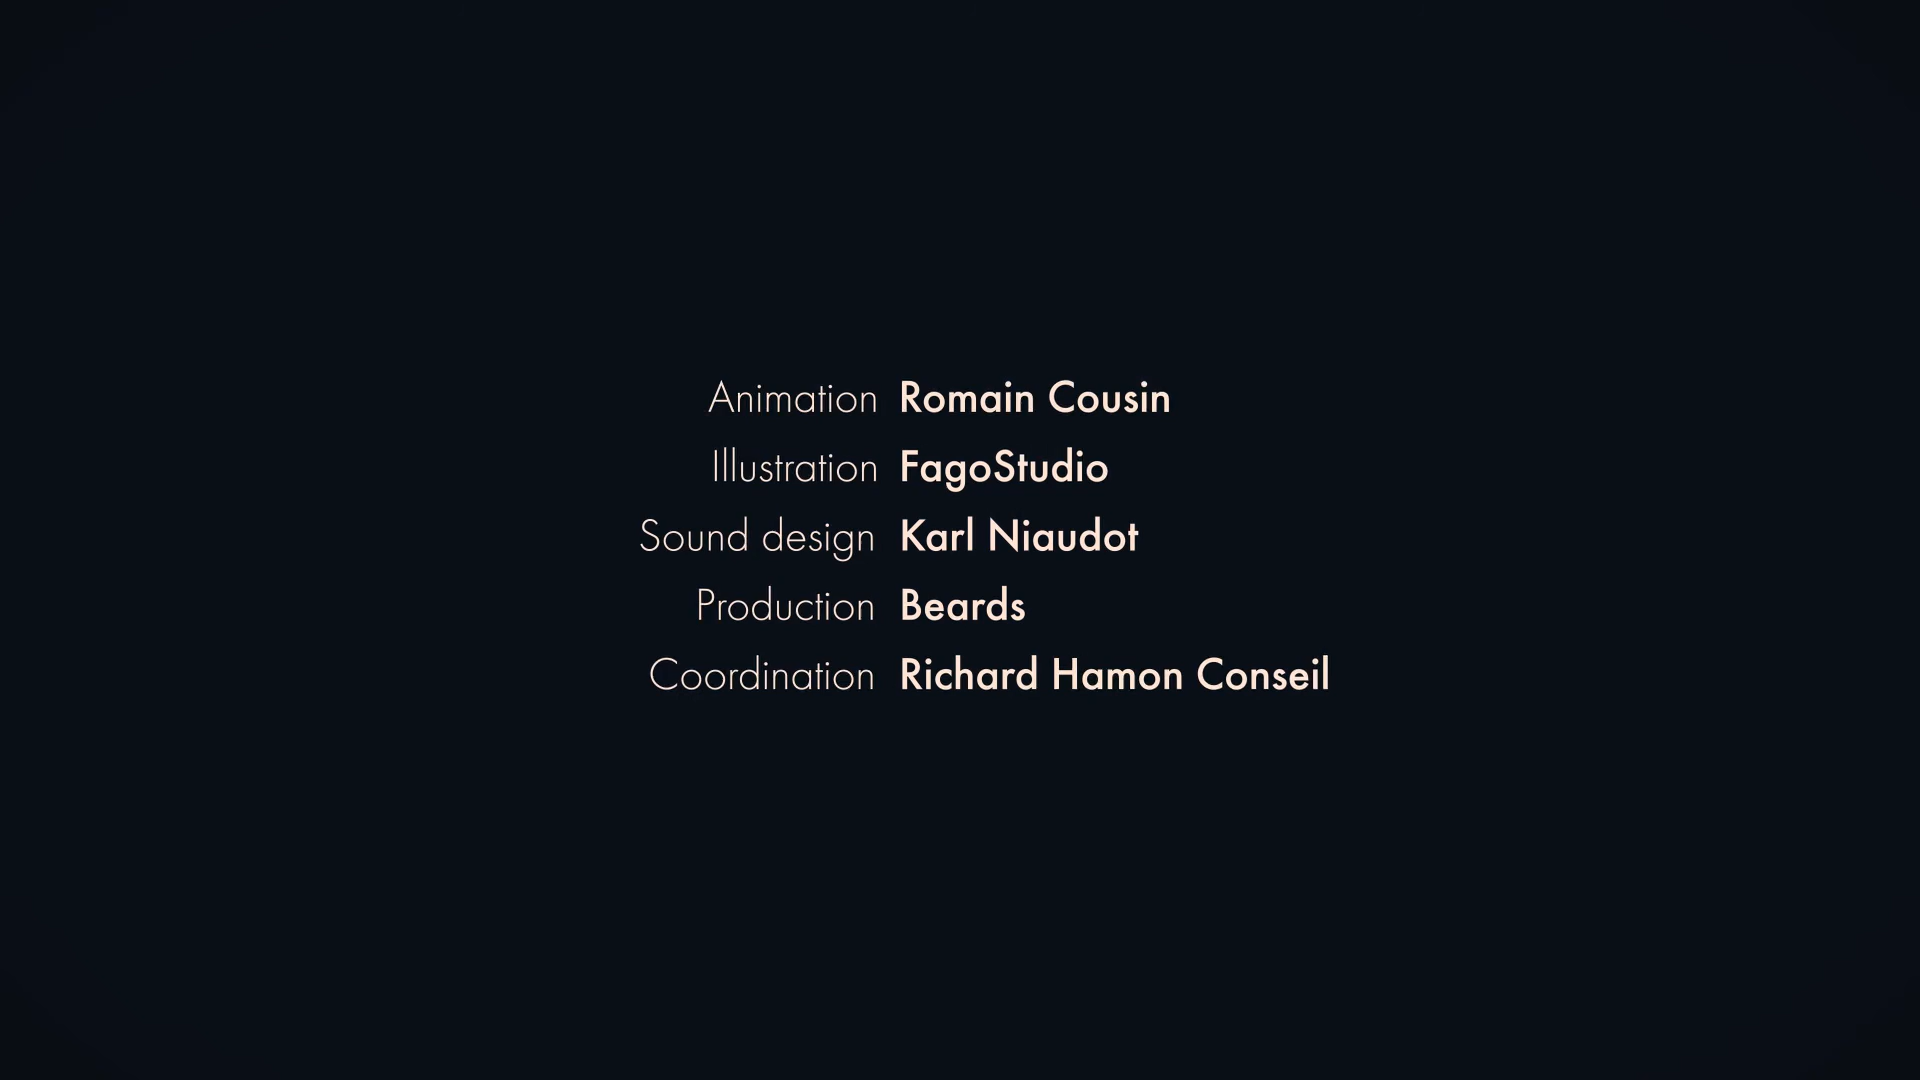 Animation Romain Cousin
Illustration FagoStudio
Sound design Karl Niaudot
Production Beards
Coordination Richard Hamon Conseil